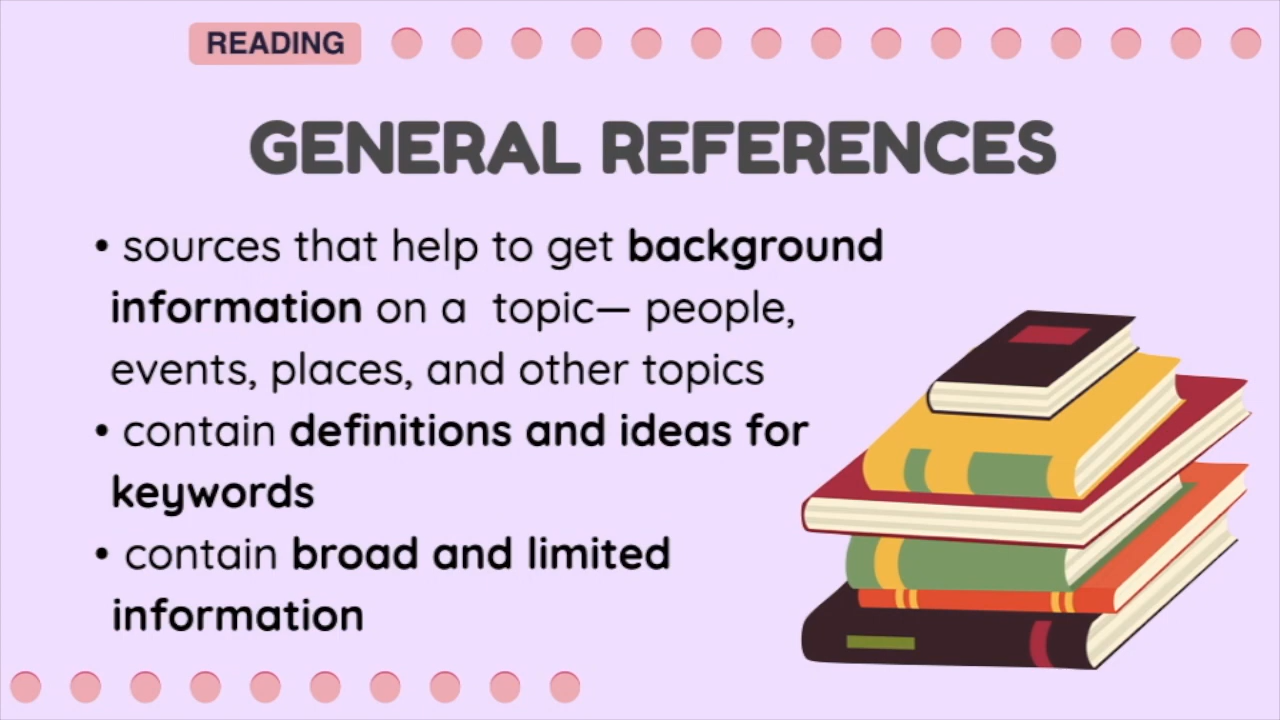 READING
GENERAL REFERENCES
• sources that help to get background
information on a  topic— people,
events, places, and other topics
• contain definitions and ideas for
keywords
• contain broad and limited
information